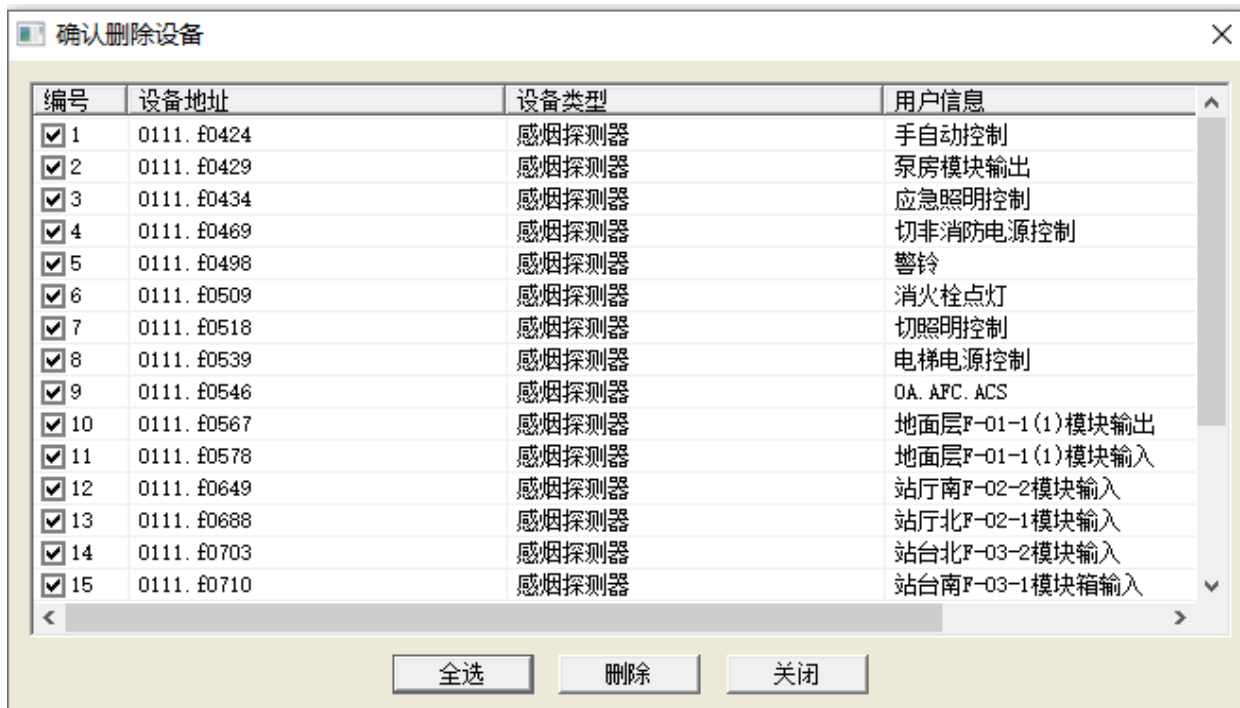 确认删除设备
编号 设备地址 设备类型 用户信息
1 0111.f0424 感烟探测器 手自动控制
2 0111.f0429 感烟探测器 泵房模块输出
3 0111.f0434 感烟探测器 应急照明控制
4 0111.f0469 感烟探测器 切非消防电源控制
5 0111.f0498 感烟探测器 警铃
6 0111.f0509 感烟探测器 消火栓点灯
7 0111.f0518 感烟探测器 切照明控制
8 0111.f0539 感烟探测器 电梯电源控制
9 0111.f0546 感烟探测器 OA.AFC.ACS
10 0111.f0567 感烟探测器 地面层F-01-1(1)模块输出
11 0111.f0578 感烟探测器 地面层F-01-1(1)模块输入
12 0111.f0649 感烟探测器 站厅南F-02-2模块输入
13 0111.f0688 感烟探测器 站厅北F-02-1模块输入
14 0111.f0703 感烟探测器 站台北F-03-2模块输入
15 0111.f0710 感烟探测器 站台南F-03-1模块箱输入
全选 删除 关闭